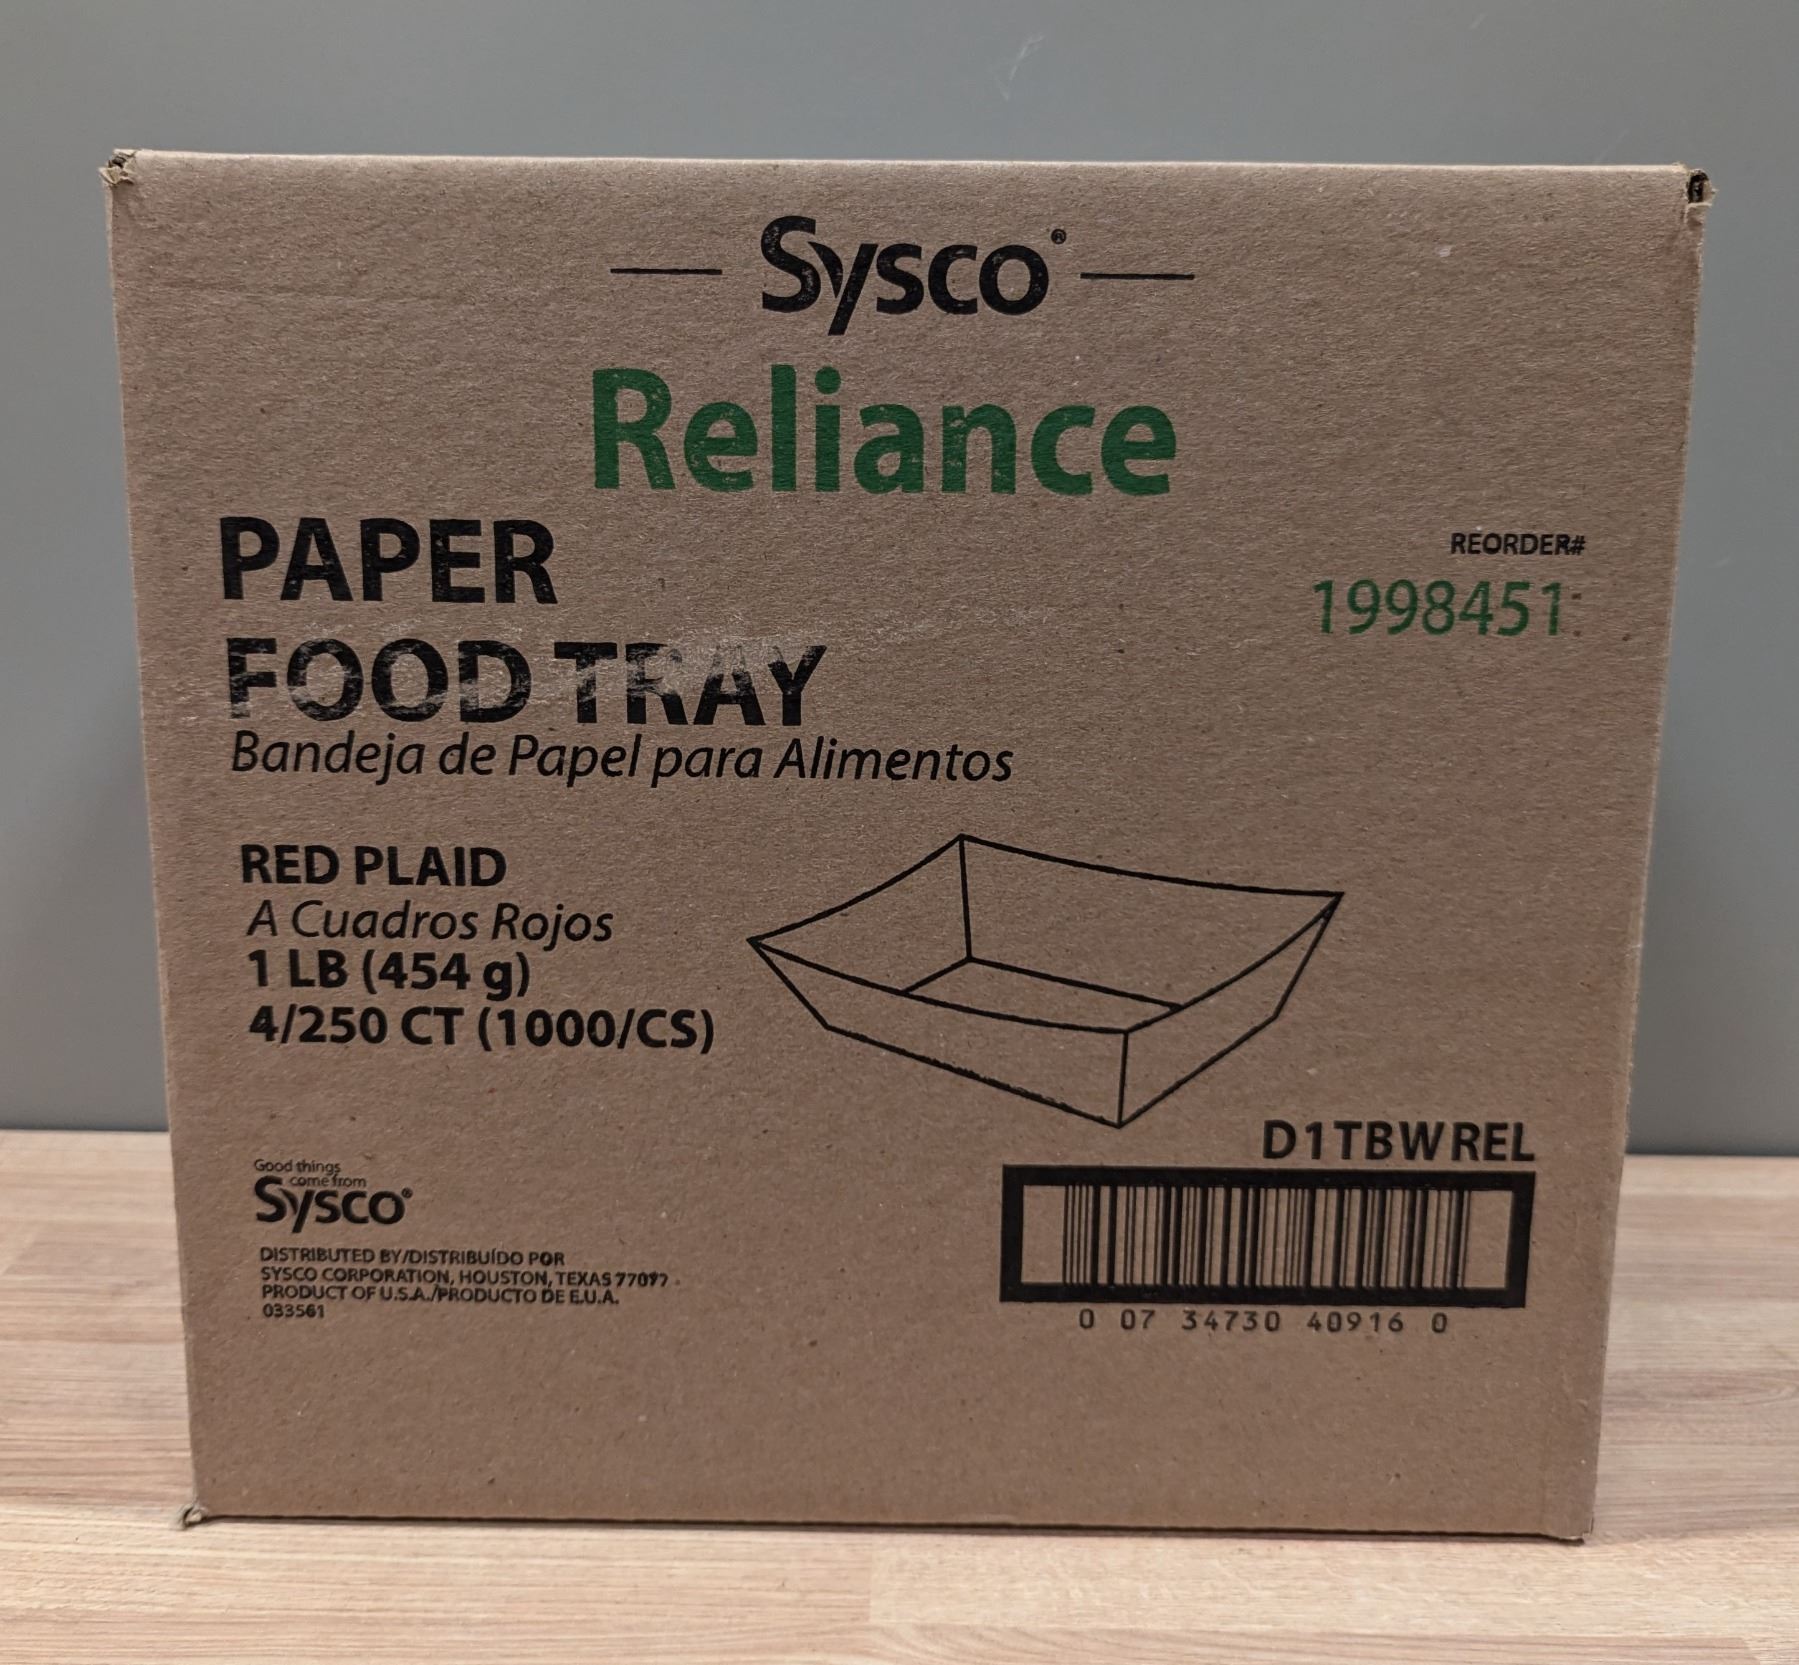 Sysco®
Reliance
PAPER
FOOD TRAY
Bandeja de Papel para Alimentos
REORDER#
1998451
RED PLAID
A Cuadros Rojos
1 LB (454 g)
4/250 CT (1000/CS)
D1TBWREL
Good things
come from
Sysco®
DISTRIBUTED BY/DISTRIBUÍDO POR
SYSCO CORPORATION, HOUSTON, TEXAS 77077
PRODUCT OF U.S.A./PRODUCTO DE E.U.A.
033561
0 07 34730 40916 0